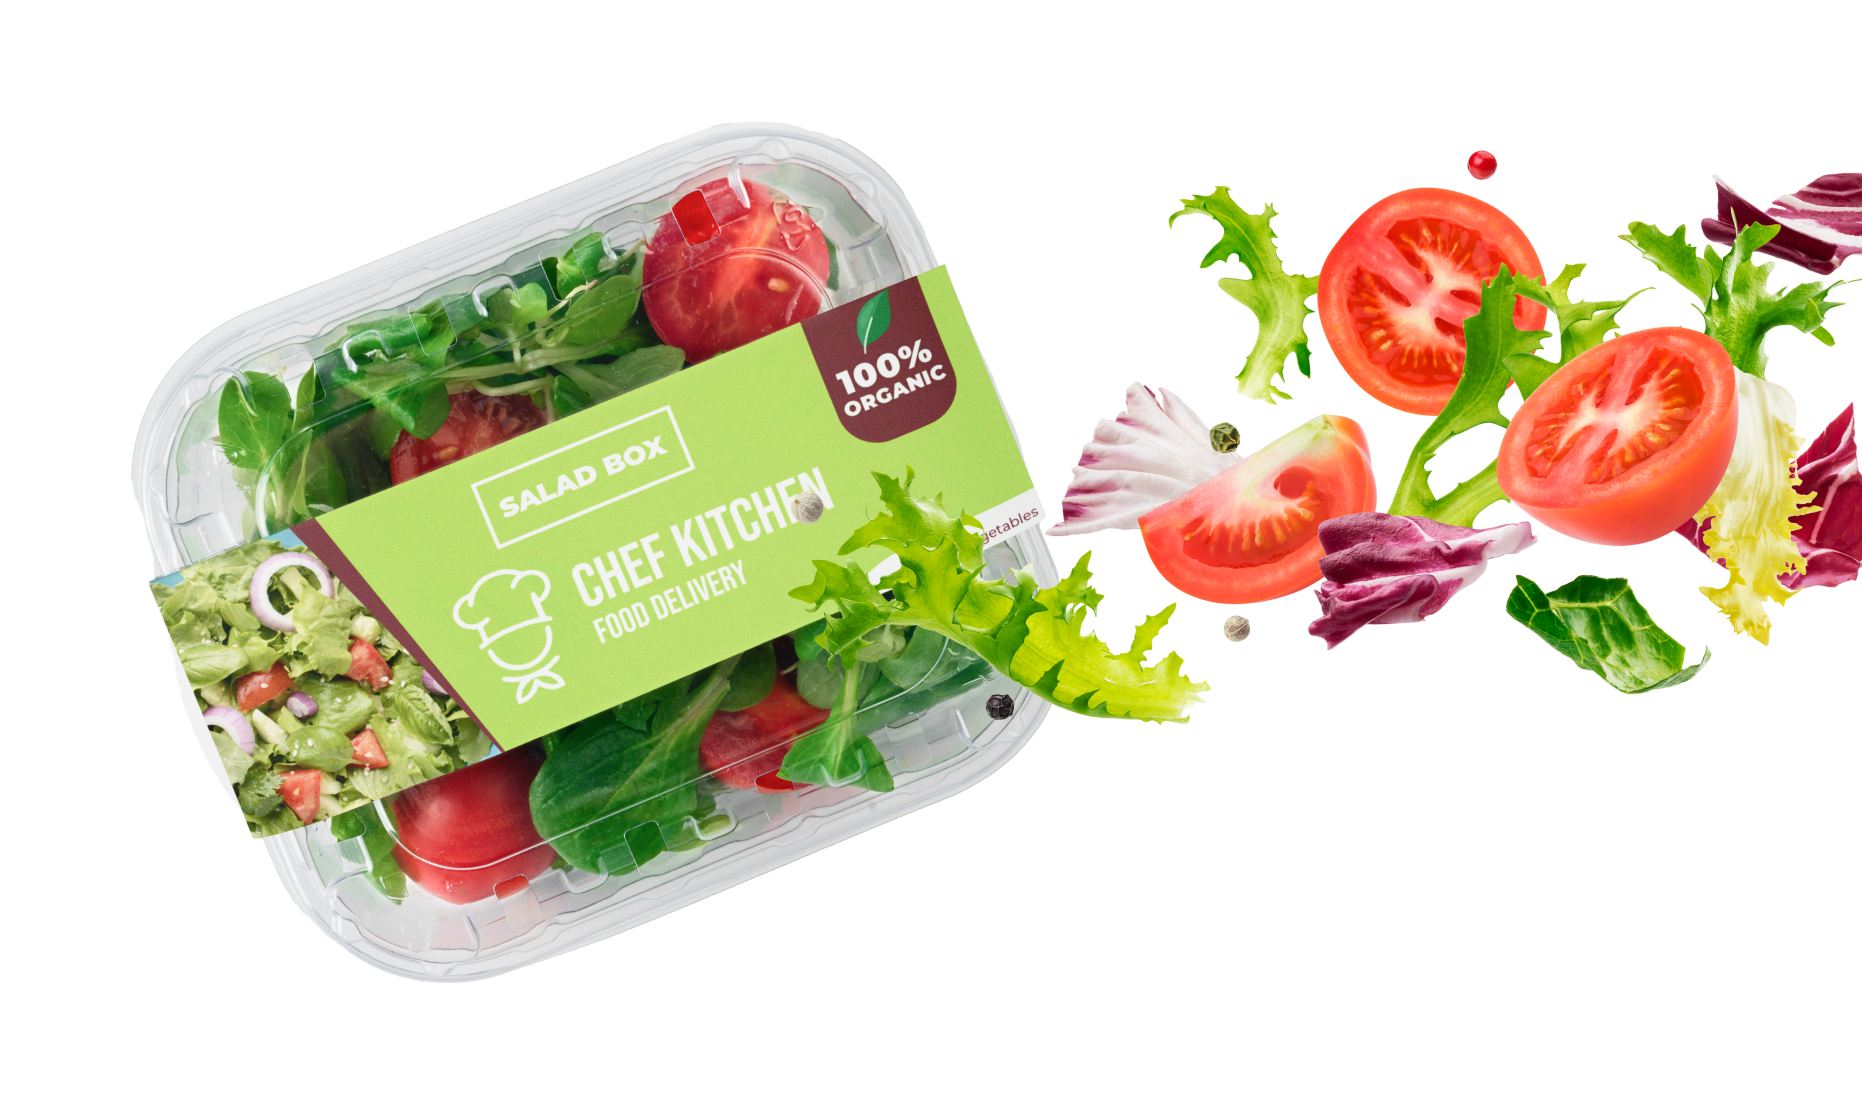 100%
ORGANIC
SALAD BOX
CHEF KITCHEN
FOOD DELIVERY